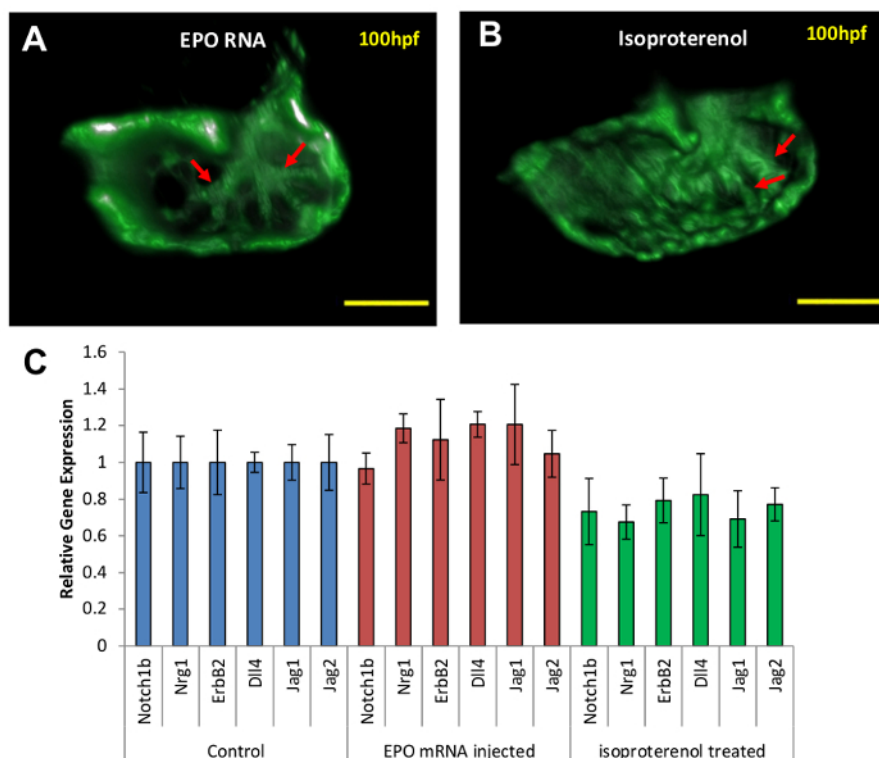 A
EPO RNA
100hpf
B
Isoproterenol
100hpf
C
Relative Gene Expression
1.6
1.4
1.2
1
0.8
0.6
0.4
0.2
0
Notch1b
Nrg1
ErbB2
Dll4
Jag1
Jag2
Notch1b
Nrg1
ErbB2
Dll4
Jag1
Jag2
Notch1b
Nrg1
ErbB2
DLL4
Jag1
Jag2
Control
EPO mRNA injected
isoproterenol treated